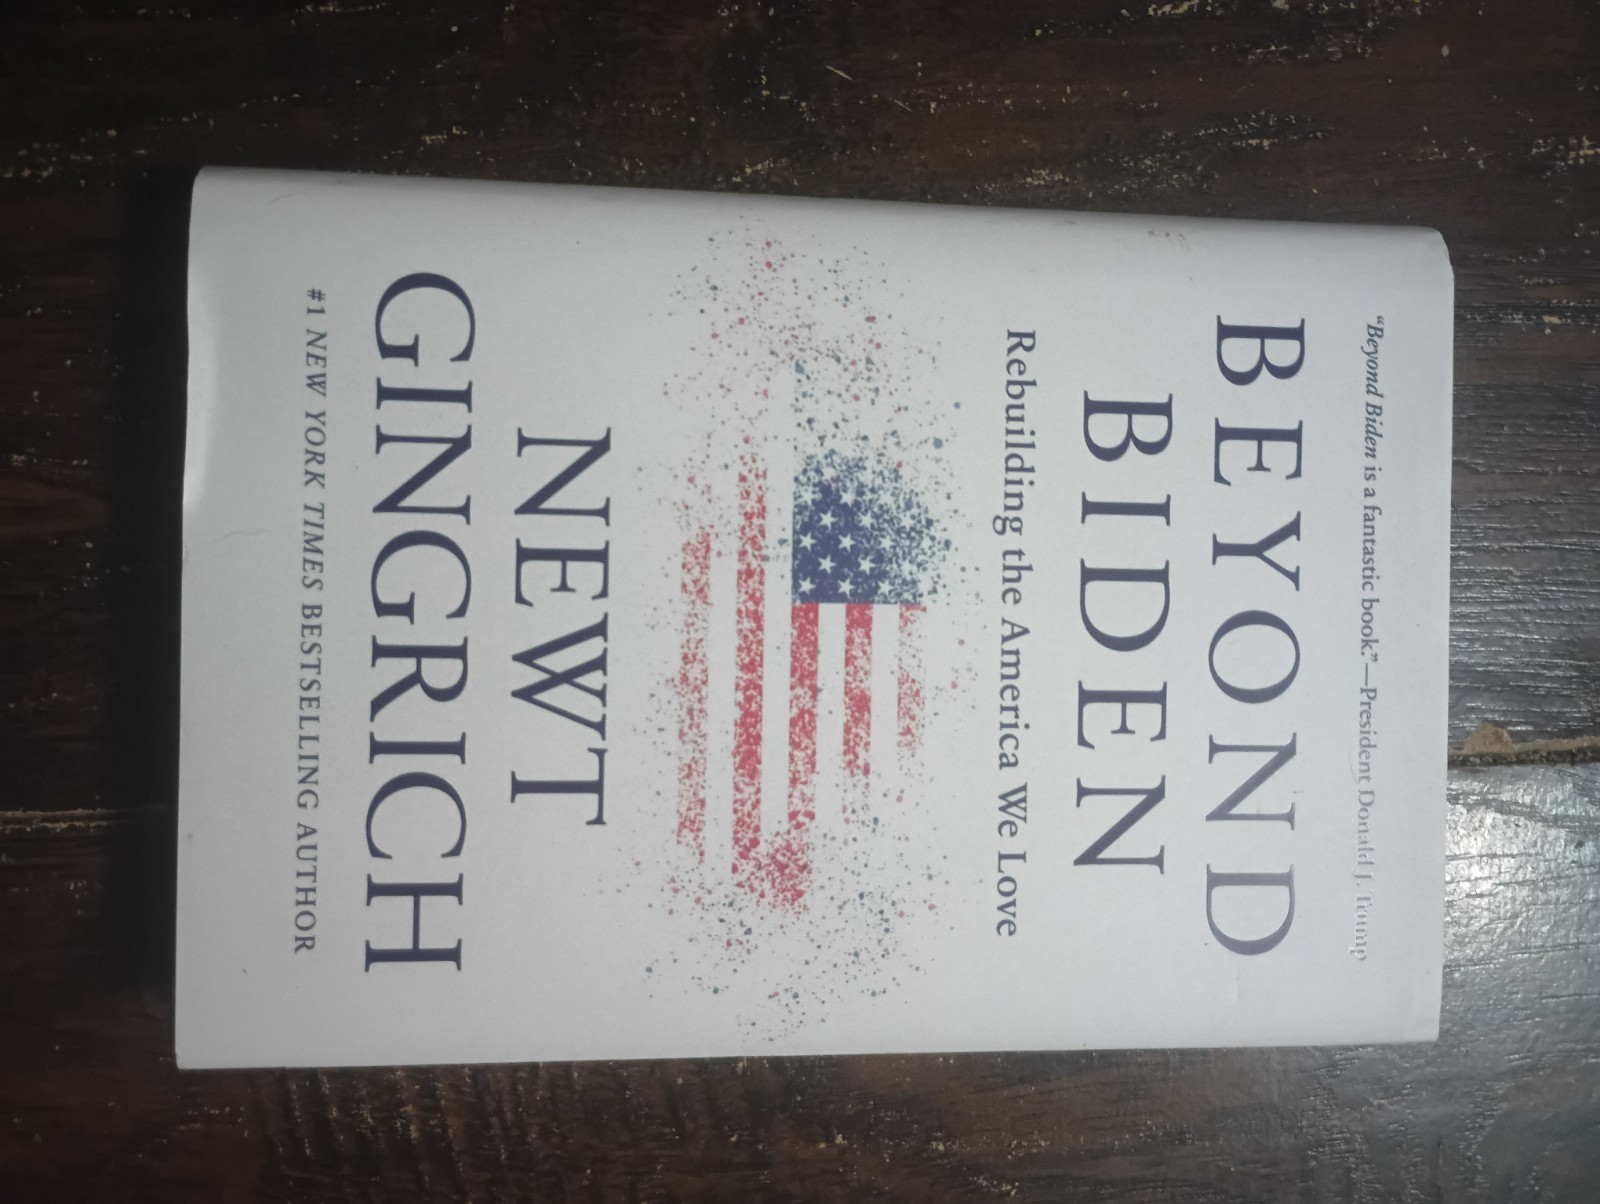 “Beyond Biden is a fantastic book.”—President Donald J. Trump
BEYOND
BIDEN
Rebuilding the America We Love
NEWT
GINGRICH
#1 NEW YORK TIMES BESTSELLING AUTHOR